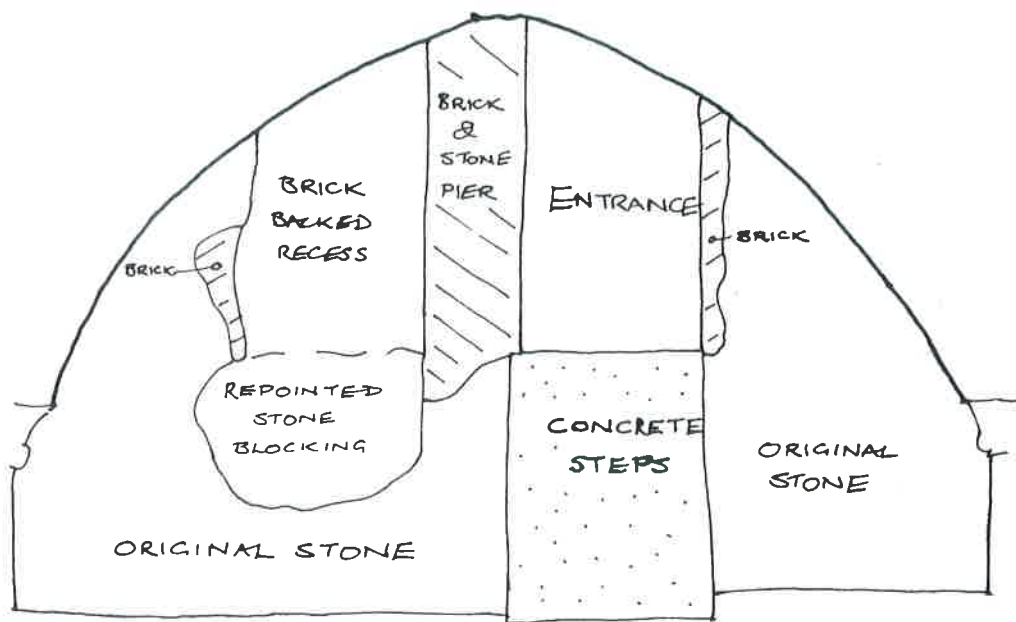 BRICK
&
STONE
PIER
BRICK
BACKED
RECESS
ENTRANCE
BRICK
BRICK
REPOINTED
STONE
BLOCKING
CONCRETE
STEPS
ORIGINAL
STONE
ORIGINAL STONE